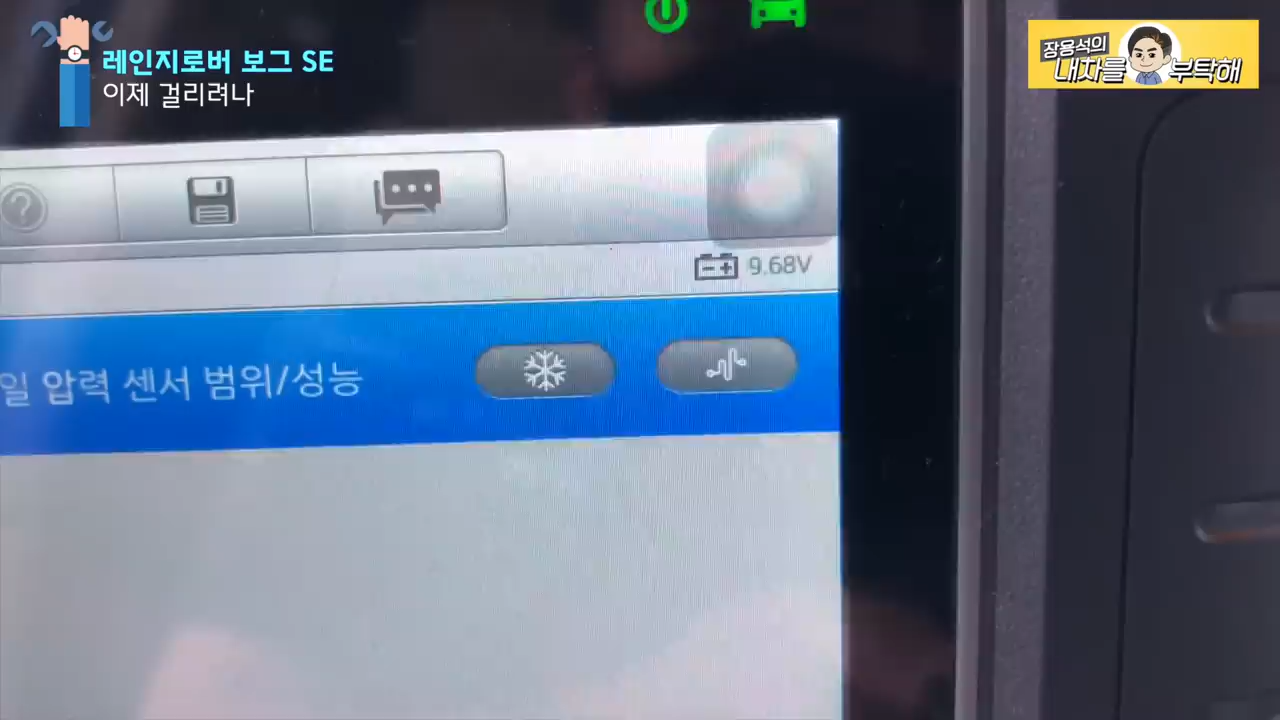 레인지로버 보그 SE
이제 걸리려나
장용석의
내차를 부탁해
9.68V
일 압력 센서 범위/성능